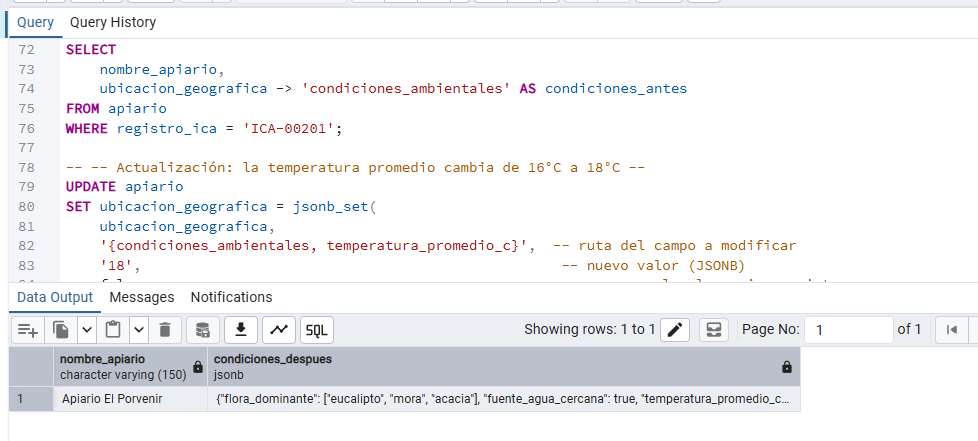 Query Query History
72 SELECT
73 nombre_apiario,
74 ubicacion_geografica -> 'condiciones_ambientales' AS condiciones_antes
75 FROM apiario
76 WHERE registro_ica = 'ICA-00201';
77
78 -- -- Actualización: la temperatura promedio cambia de 16°C a 18°C --
79 UPDATE apiario
80 SET ubicacion_geografica = jsonb_set(
81 ubicacion_geografica,
82 '{condiciones_ambientales, temperatura_promedio_c}', -- ruta del campo a modificar
83 '18', -- nuevo valor (JSONB)
Data Output Messages Notifications
SQL Showing rows: 1 to 1 Page No: 1 of 1
nombre_apiario condiciones_despues
character varying (150) jsonb
1 Apiario El Porvenir {"flora_dominante": ["eucalipto", "mora", "acacia"], "fuente_agua_cercana": true, "temperatura_promedio_c...